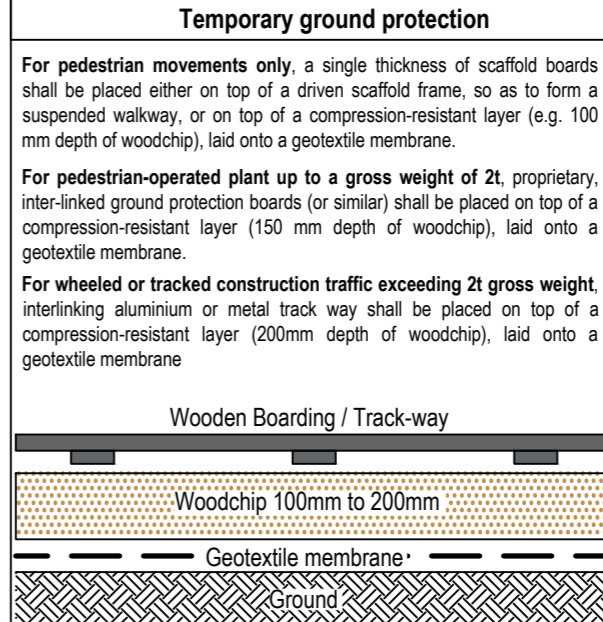 Temporary ground protection
For pedestrian movements only, a single thickness of scaffold boards
shall be placed either on top of a driven scaffold frame, so as to form a
suspended walkway, or on top of a compression-resistant layer (e.g. 100
mm depth of woodchip), laid onto a geotextile membrane.
For pedestrian-operated plant up to a gross weight of 2t, proprietary,
inter-linked ground protection boards (or similar) shall be placed on top of a
compression-resistant layer (150 mm depth of woodchip), laid onto a
geotextile membrane.
For wheeled or tracked construction traffic exceeding 2t gross weight,
interlinking aluminium or metal track way shall be placed on top of a
compression-resistant layer (200mm depth of woodchip), laid onto a
geotextile membrane
Wooden Boarding / Track-way
Woodchip 100mm to 200mm
Geotextile membrane
Ground